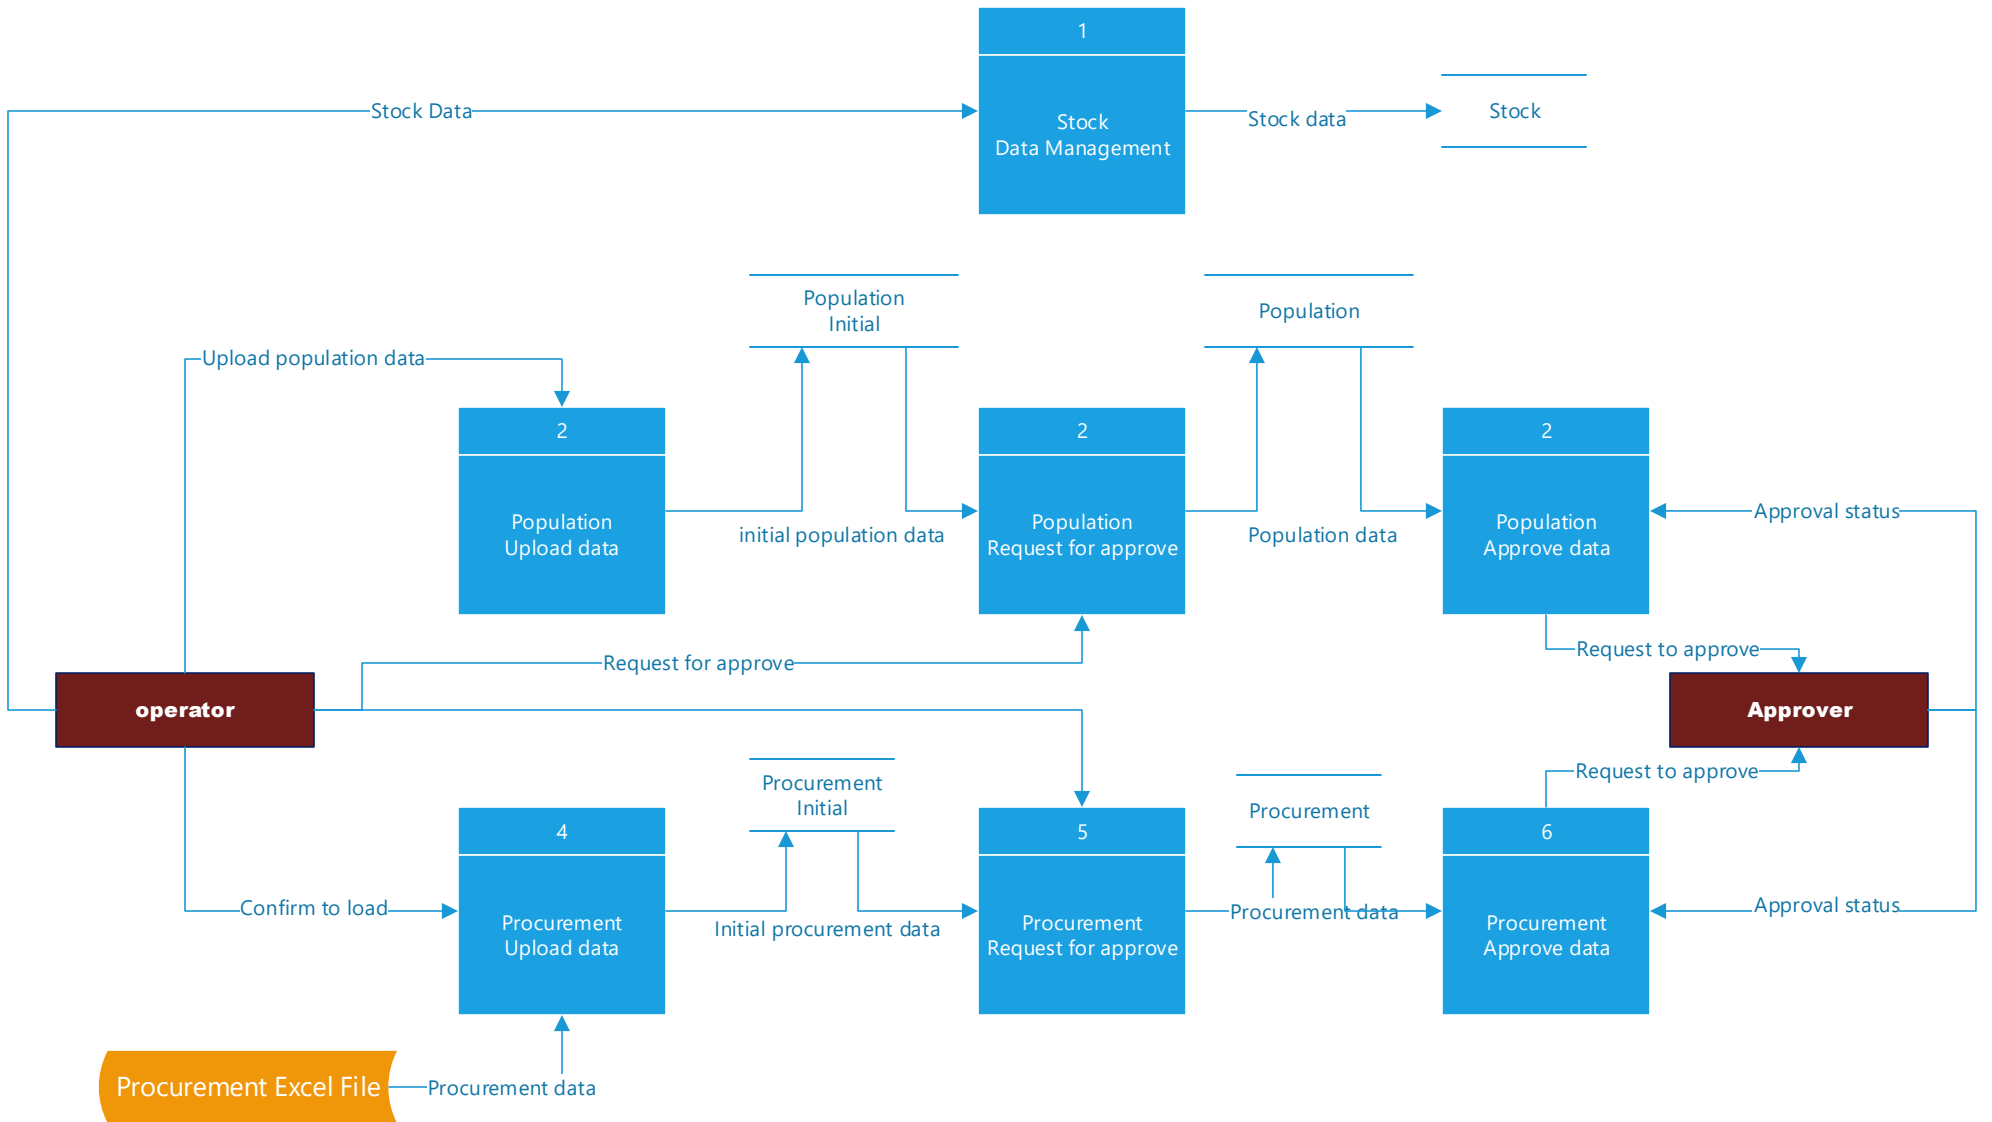 1
Stock Data
Stock
Data Management
Stock data
Stock
Population
Initial
Population
Upload population data
2
Population
Upload data
initial population data
2
Population
Request for approve
Population data
2
Population
Approve data
Approval status
Request for approve
Request to approve
operator
Approver
Request to approve
Procurement
Initial
Procurement
4
Procurement
Upload data
Confirm to load
Initial procurement data
5
Procurement
Request for approve
Procurement data
6
Procurement
Approve data
Approval status
Procurement Excel File
Procurement data